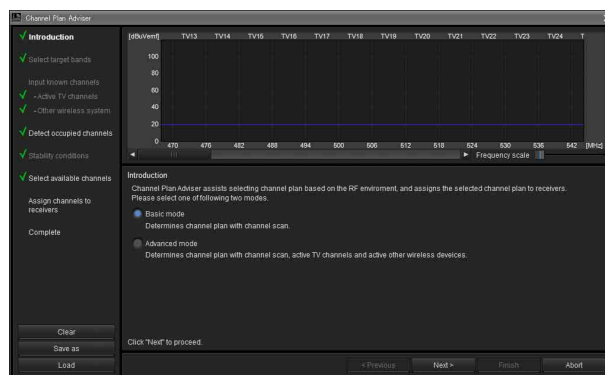 Channel Plan Adviser
Introduction
Select target bands
Input known channels
- Active TV channels
- Other wireless system
Detect occupied channels
Stability conditions
Select available channels
Assign channels to
receivers
Complete
Clear
Save as
Load
[dBuVemf] TV13 TV14 TV15 TV16 TV17 TV18 TV19 TV20 TV21 TV22 TV23 TV24 T
100
80
60
40
20
0
470 476 482 488 494 500 506 512 518 524 530 536 542 [MHz]
Frequency scale
Introduction
Channel Plan Adviser assists selecting channel plan based on the RF enviroment, and assigns the selected channel plan to receivers.
Please select one of following two modes.
Basic mode
Determines channel plan with channel scan.
Advanced mode
Determines channel plan with channel scan, active TV channels and active other wireless deveices.
Click "Next" to proceed.
< Previous Next > Finish Abort